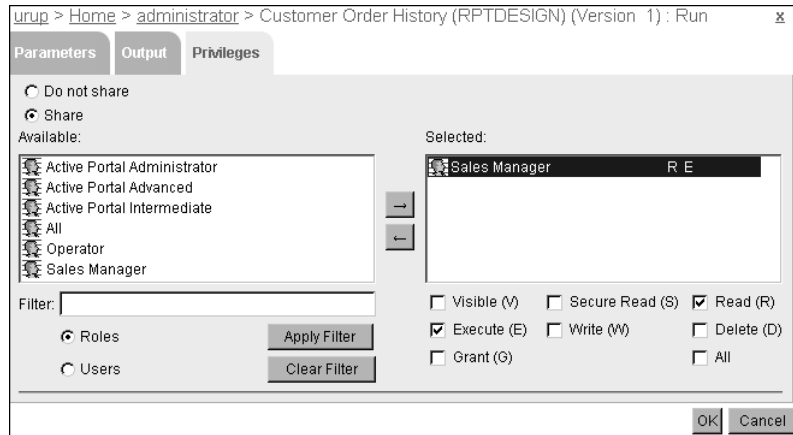 urup > Home > administrator > Customer Order History (RPTDESIGN) (Version 1) : Run x
Parameters Output Privileges
Do not share
Share
Available:
Active Portal Administrator
Active Portal Advanced
Active Portal Intermediate
All
Operator
Sales Manager
→
←
Selected:
Sales Manager R E
Filter:
Roles Apply Filter
Users Clear Filter
Visible (V) Secure Read (S) Read (R)
Execute (E) Write (W) Delete (D)
Grant (G) All
OK Cancel